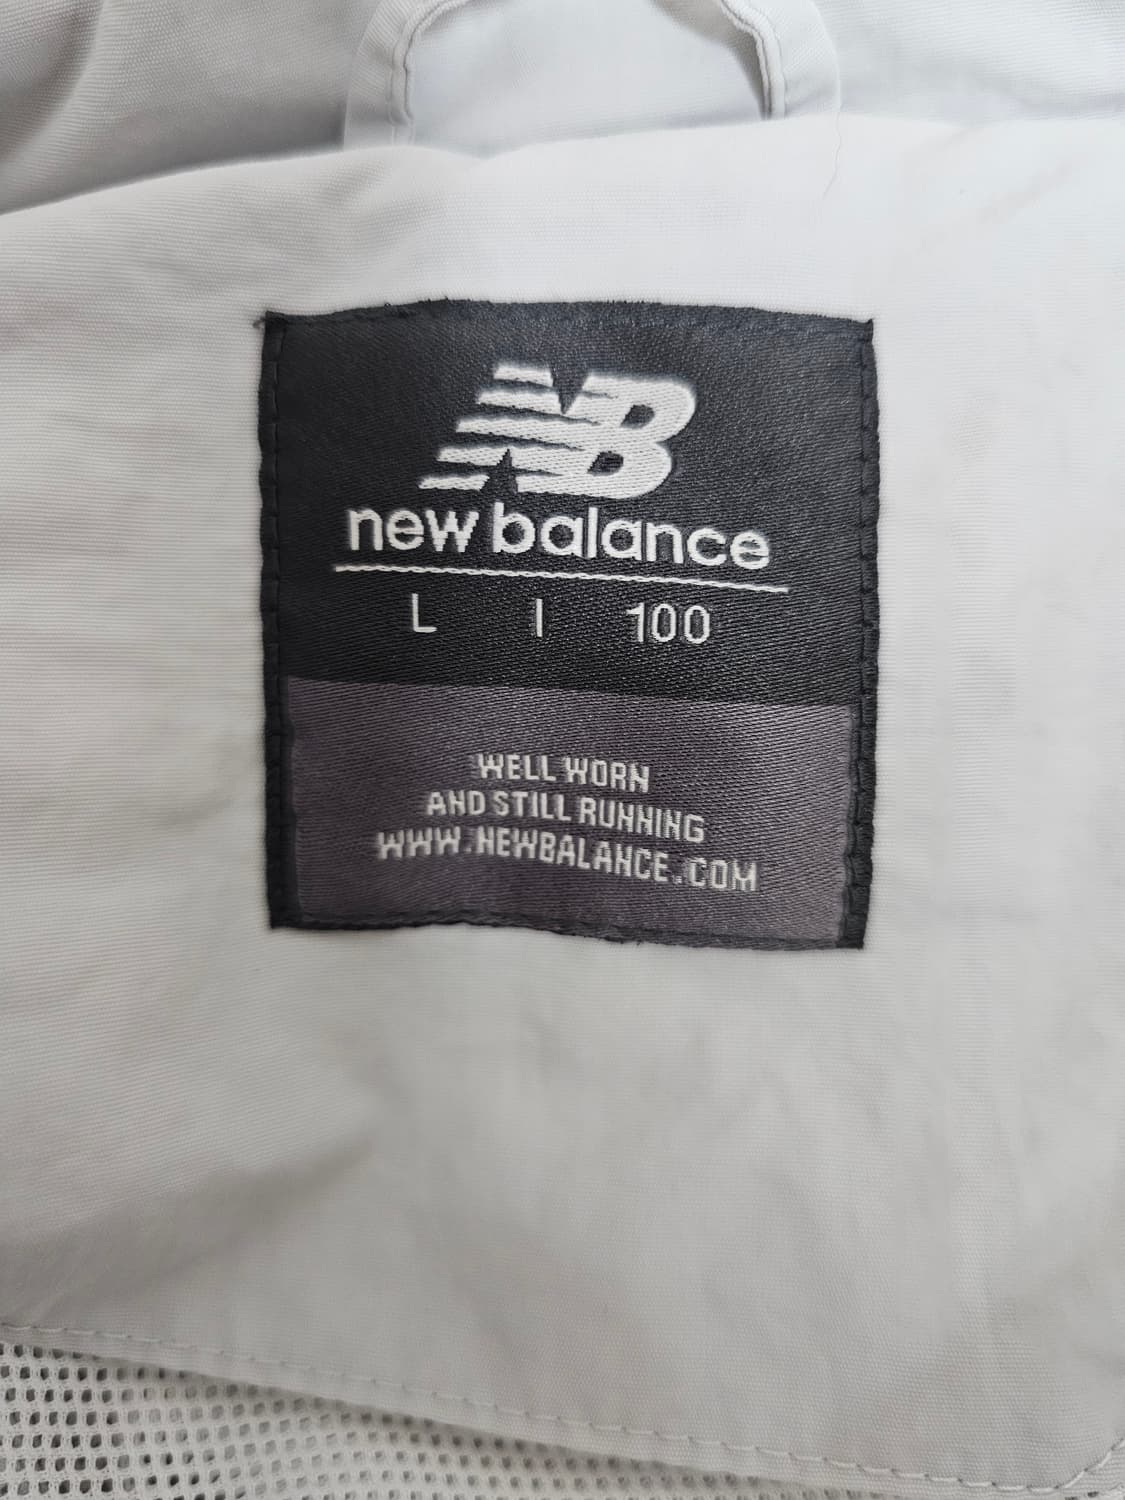 NB
new balance
L | 100
WELL WORN
AND STILL RUNNING
WWW.NEWBALANCE.COM